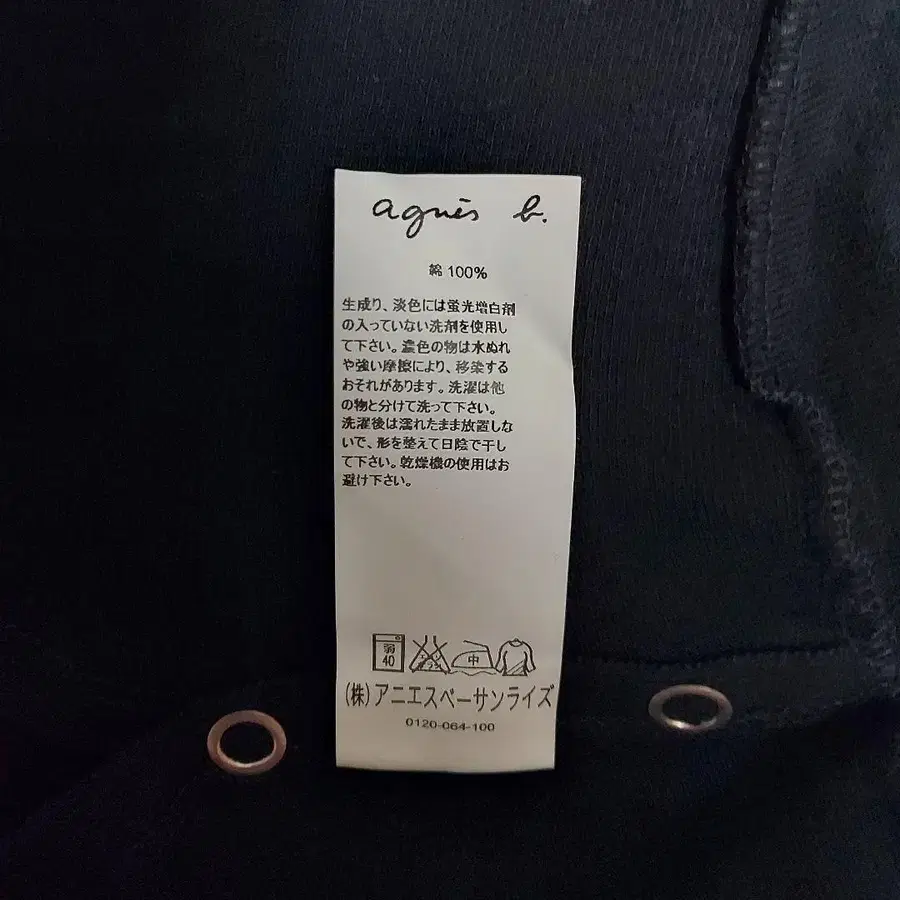 agnès b.
綿 100%
生成り、淡色には蛍光増白剤
の入っていない洗剤を使用し
て下さい。濃色の物は水ぬれ
や強い摩擦により、移染する
おそれがあります。洗濯は他
の物と分けて洗って下さい。
洗濯後は濡れたまま放置しな
いで、形を整えて日陰で干し
て下さい。乾燥機の使用はお
避け下さい。
弱 中
40
(株)アニエスベーサンライズ
0120-064-100